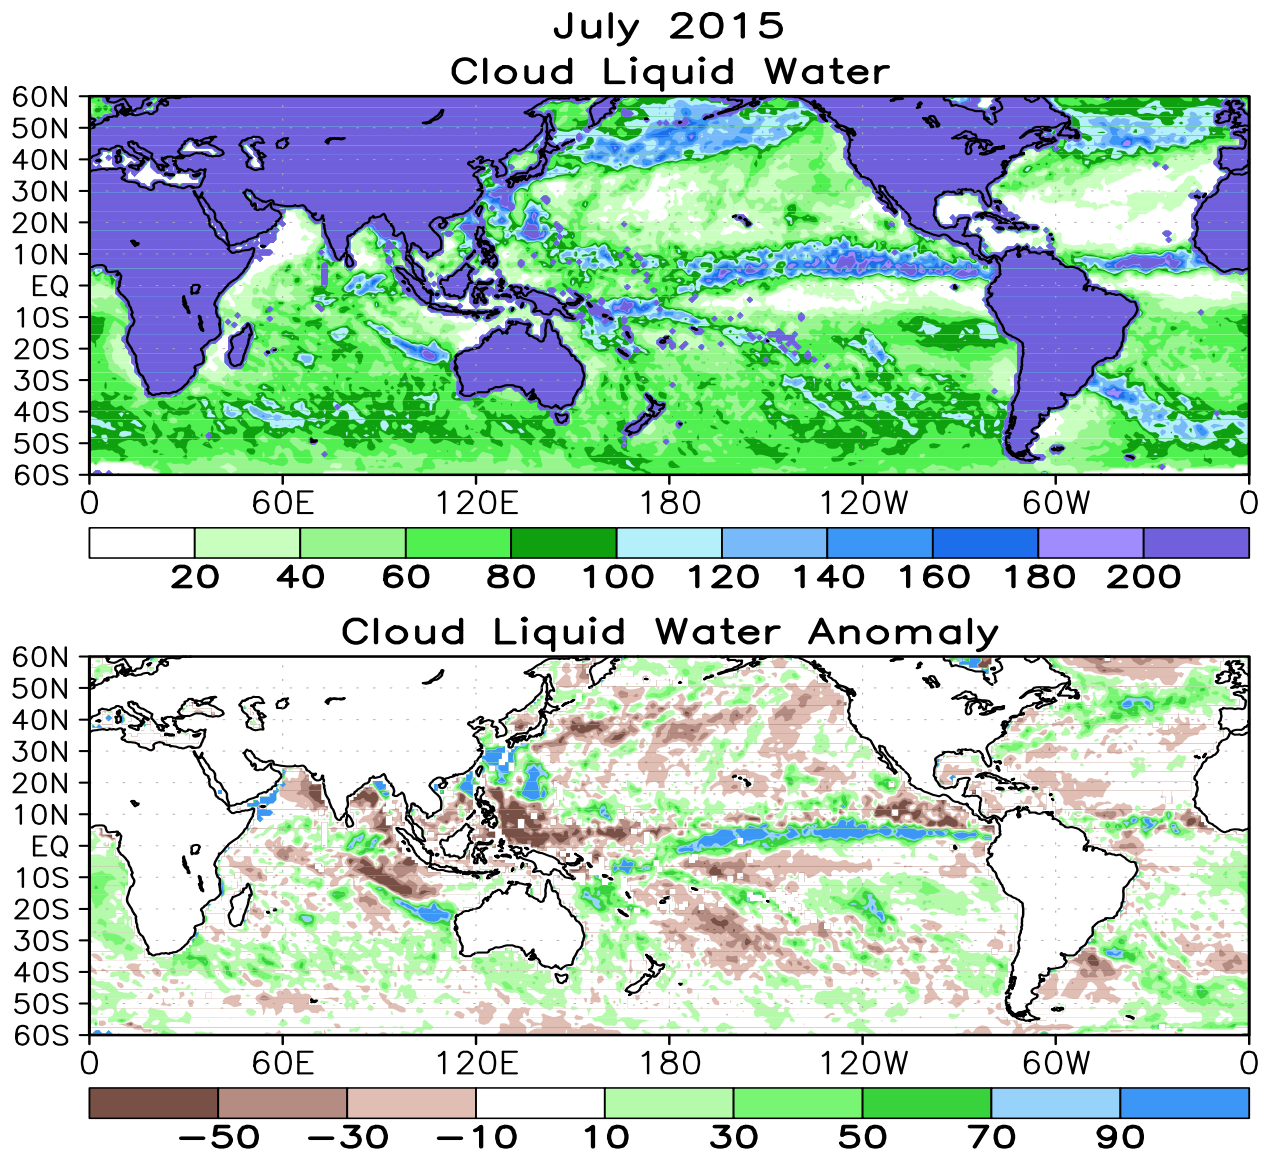 July 2015
Cloud Liquid Water
60N
50N
40N
30N
20N
10N
EQ
10S
20S
30S
40S
50S
60S
0 60E 120E 180 120W 60W 0
20 40 60 80 100 120 140 160 180 200
Cloud Liquid Water Anomaly
60N
50N
40N
30N
20N
10N
EQ
10S
20S
30S
40S
50S
60S
0 60E 120E 180 120W 60W 0
−50 −30 −10 10 30 50 70 90